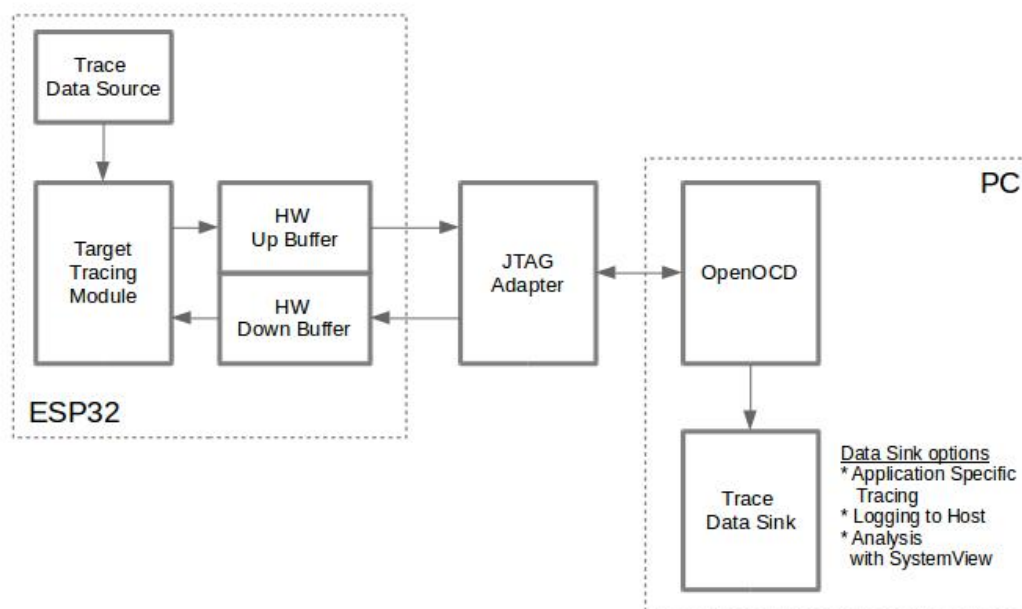 Trace
Data Source
Target
Tracing
Module
HW
Up Buffer
HW
Down Buffer
ESP32
JTAG
Adapter
PC
OpenOCD
Trace
Data Sink
Data Sink options
* Application Specific
Tracing
* Logging to Host
* Analysis
with SystemView